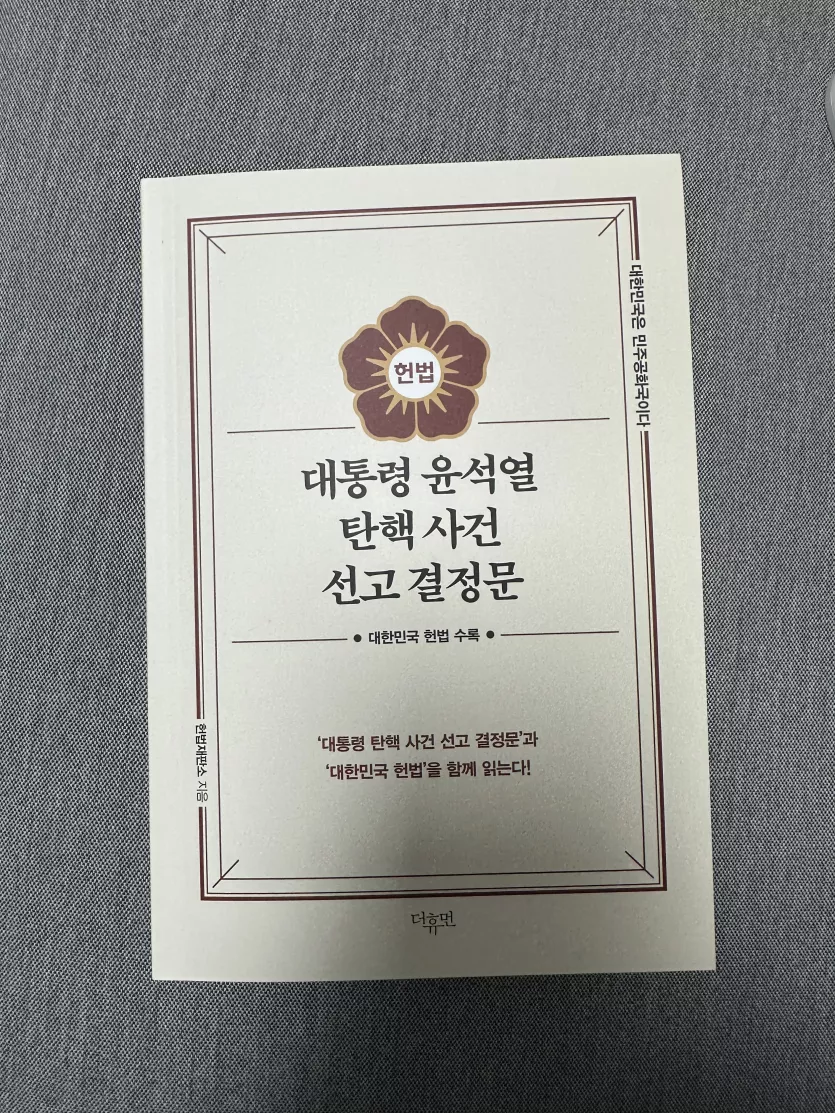 대한민국은 민주공화국이다
헌법
대통령 윤석열
탄핵 사건
선고 결정문
● 대한민국 헌법 수록 ●
‘대통령 탄핵 사건 선고 결정문’과
‘대한민국 헌법’을 함께 읽는다!
헌법재판소 지음
더휴먼